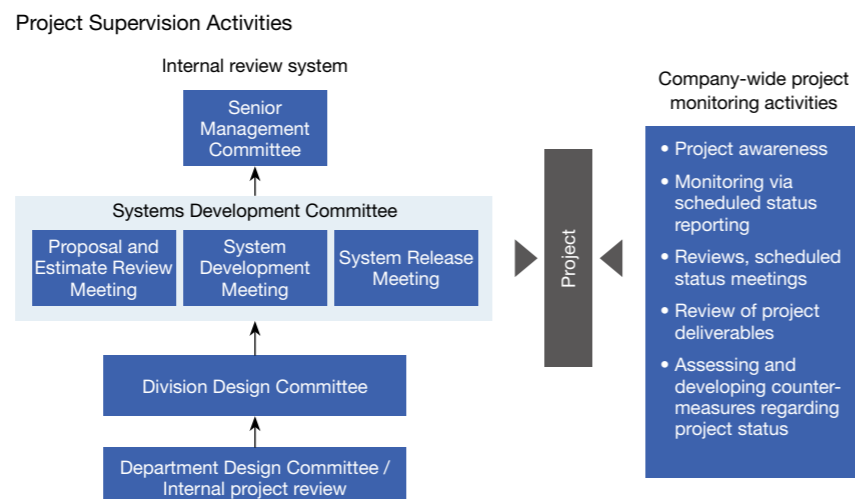 Project Supervision Activities
Internal review system
Senior
Management
Committee
Systems Development Committee
Proposal and
Estimate Review
Meeting
System
Development
Meeting
System Release
Meeting
Division Design Committee
Department Design Committee /
Internal project review
Project
Company-wide project
monitoring activities
• Project awareness
• Monitoring via
scheduled status
reporting
• Reviews, scheduled
status meetings
• Review of project
deliverables
• Assessing and
developing counter-
measures regarding
project status